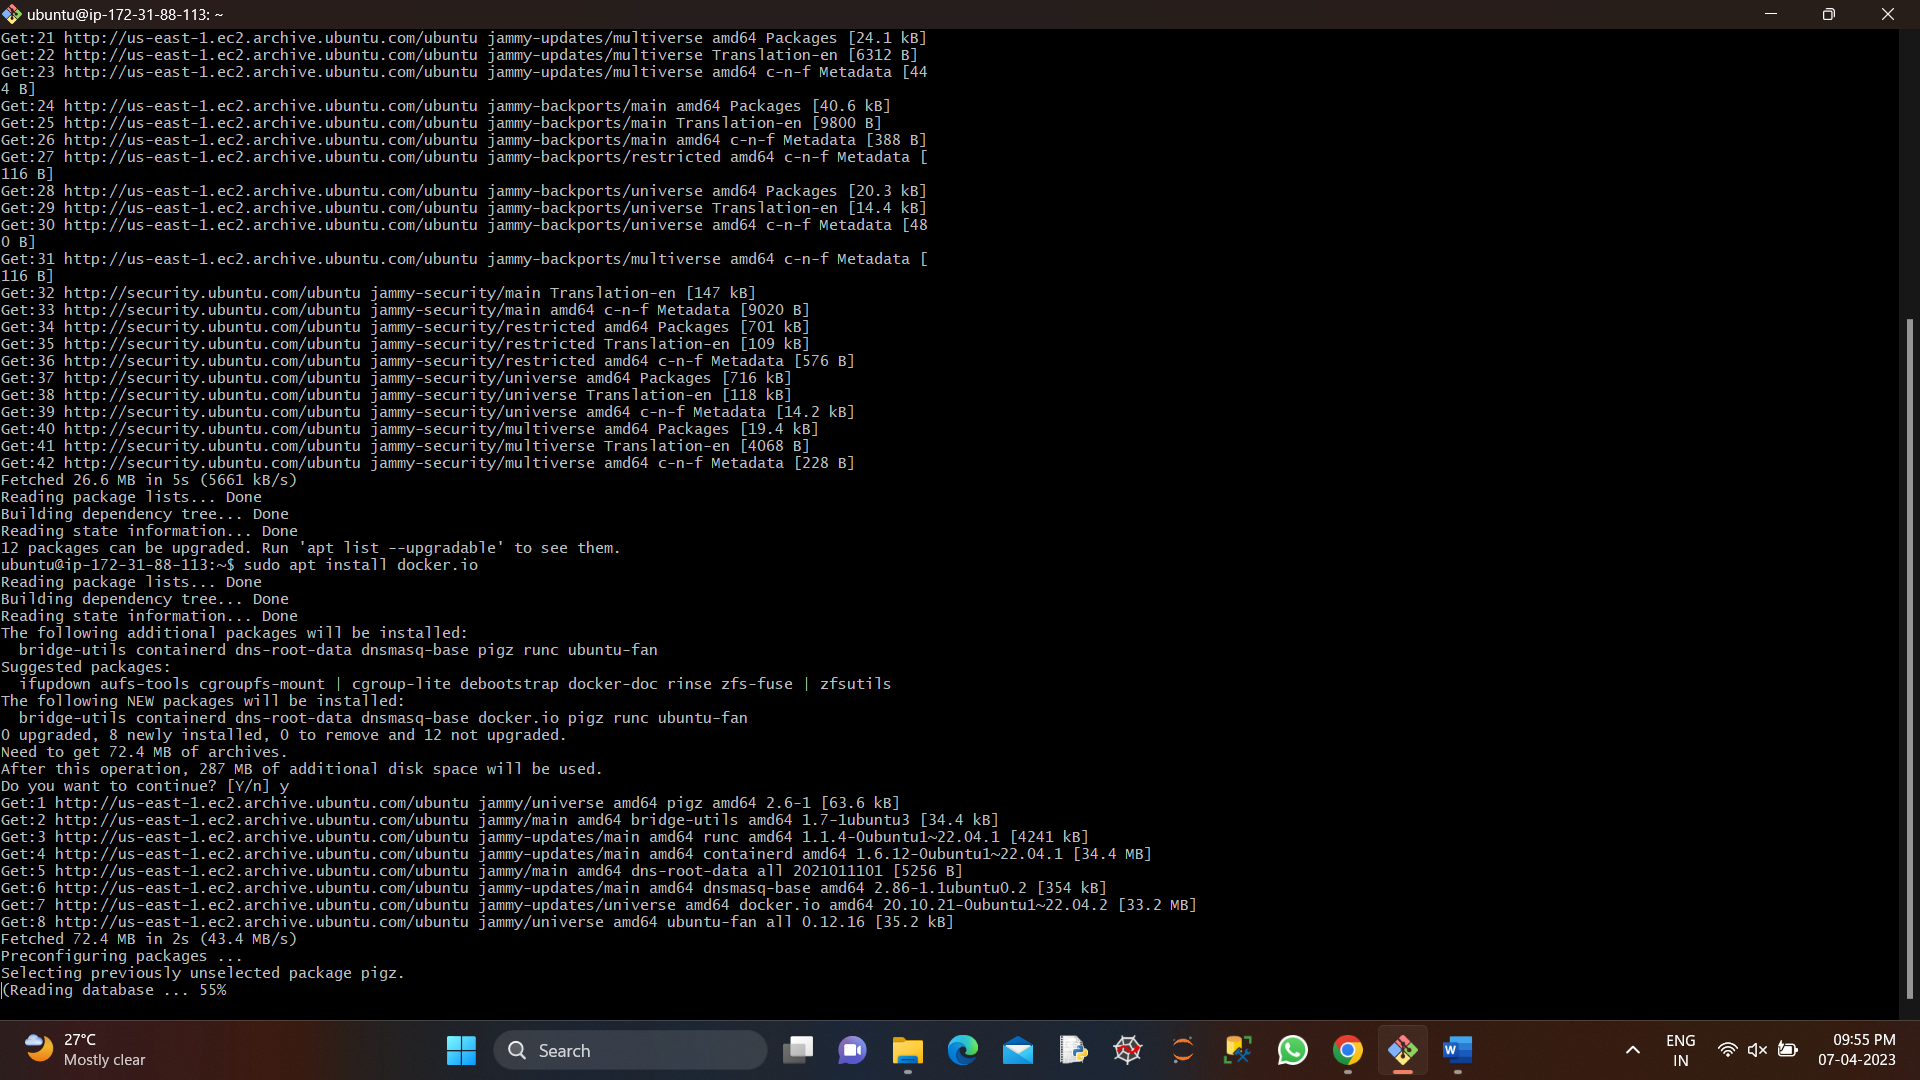 ubuntu@ip-172-31-88-113: ~
Get:21 http://us-east-1.ec2.archive.ubuntu.com/ubuntu jammy-updates/multiverse amd64 Packages [24.1 kB]
Get:22 http://us-east-1.ec2.archive.ubuntu.com/ubuntu jammy-updates/multiverse Translation-en [6312 B]
Get:23 http://us-east-1.ec2.archive.ubuntu.com/ubuntu jammy-updates/multiverse amd64 c-n-f Metadata [44
4 B]
Get:24 http://us-east-1.ec2.archive.ubuntu.com/ubuntu jammy-backports/main amd64 Packages [40.6 kB]
Get:25 http://us-east-1.ec2.archive.ubuntu.com/ubuntu jammy-backports/main Translation-en [9800 B]
Get:26 http://us-east-1.ec2.archive.ubuntu.com/ubuntu jammy-backports/main amd64 c-n-f Metadata [388 B]
Get:27 http://us-east-1.ec2.archive.ubuntu.com/ubuntu jammy-backports/restricted amd64 c-n-f Metadata [
116 B]
Get:28 http://us-east-1.ec2.archive.ubuntu.com/ubuntu jammy-backports/universe amd64 Packages [20.3 kB]
Get:29 http://us-east-1.ec2.archive.ubuntu.com/ubuntu jammy-backports/universe Translation-en [14.4 kB]
Get:30 http://us-east-1.ec2.archive.ubuntu.com/ubuntu jammy-backports/universe amd64 c-n-f Metadata [48
0 B]
Get:31 http://us-east-1.ec2.archive.ubuntu.com/ubuntu jammy-backports/multiverse amd64 c-n-f Metadata [
116 B]
Get:32 http://security.ubuntu.com/ubuntu jammy-security/main Translation-en [147 kB]
Get:33 http://security.ubuntu.com/ubuntu jammy-security/main amd64 c-n-f Metadata [9020 B]
Get:34 http://security.ubuntu.com/ubuntu jammy-security/restricted amd64 Packages [701 kB]
Get:35 http://security.ubuntu.com/ubuntu jammy-security/restricted Translation-en [109 kB]
Get:36 http://security.ubuntu.com/ubuntu jammy-security/restricted amd64 c-n-f Metadata [576 B]
Get:37 http://security.ubuntu.com/ubuntu jammy-security/universe amd64 Packages [716 kB]
Get:38 http://security.ubuntu.com/ubuntu jammy-security/universe Translation-en [118 kB]
Get:39 http://security.ubuntu.com/ubuntu jammy-security/universe amd64 c-n-f Metadata [14.2 kB]
Get:40 http://security.ubuntu.com/ubuntu jammy-security/multiverse amd64 Packages [19.4 kB]
Get:41 http://security.ubuntu.com/ubuntu jammy-security/multiverse Translation-en [4068 B]
Get:42 http://security.ubuntu.com/ubuntu jammy-security/multiverse amd64 c-n-f Metadata [228 B]
Fetched 26.6 MB in 5s (5661 kB/s)
Reading package lists... Done
Building dependency tree... Done
Reading state information... Done
12 packages can be upgraded. Run 'apt list --upgradable' to see them.
ubuntu@ip-172-31-88-113:~$ sudo apt install docker.io
Reading package lists... Done
Building dependency tree... Done
Reading state information... Done
The following additional packages will be installed:
  bridge-utils containerd dns-root-data dnsmasq-base pigz runc ubuntu-fan
Suggested packages:
  ifupdown aufs-tools cgroupfs-mount | cgroup-lite debootstrap docker-doc rinse zfs-fuse | zfsutils
The following NEW packages will be installed:
  bridge-utils containerd dns-root-data dnsmasq-base docker.io pigz runc ubuntu-fan
0 upgraded, 8 newly installed, 0 to remove and 12 not upgraded.
Need to get 72.4 MB of archives.
After this operation, 287 MB of additional disk space will be used.
Do you want to continue? [Y/n] y
Get:1 http://us-east-1.ec2.archive.ubuntu.com/ubuntu jammy/universe amd64 pigz amd64 2.6-1 [63.6 kB]
Get:2 http://us-east-1.ec2.archive.ubuntu.com/ubuntu jammy/main amd64 bridge-utils amd64 1.7-1ubuntu3 [34.4 kB]
Get:3 http://us-east-1.ec2.archive.ubuntu.com/ubuntu jammy-updates/main amd64 runc amd64 1.1.4-0ubuntu1~22.04.1 [4241 kB]
Get:4 http://us-east-1.ec2.archive.ubuntu.com/ubuntu jammy-updates/main amd64 containerd amd64 1.6.12-0ubuntu1~22.04.1 [34.4 MB]
Get:5 http://us-east-1.ec2.archive.ubuntu.com/ubuntu jammy/main amd64 dns-root-data all 2021011101 [5256 B]
Get:6 http://us-east-1.ec2.archive.ubuntu.com/ubuntu jammy-updates/main amd64 dnsmasq-base amd64 2.86-1.1ubuntu0.2 [354 kB]
Get:7 http://us-east-1.ec2.archive.ubuntu.com/ubuntu jammy-updates/universe amd64 docker.io amd64 20.10.21-0ubuntu1~22.04.2 [33.2 MB]
Get:8 http://us-east-1.ec2.archive.ubuntu.com/ubuntu jammy/universe amd64 ubuntu-fan all 0.12.16 [35.2 kB]
Fetched 72.4 MB in 2s (43.4 MB/s)
Preconfiguring packages ...
Selecting previously unselected package pigz.
(Reading database ... 55%
27°C
Mostly clear
Search
W
ENG
IN
09:55 PM
07-04-2023